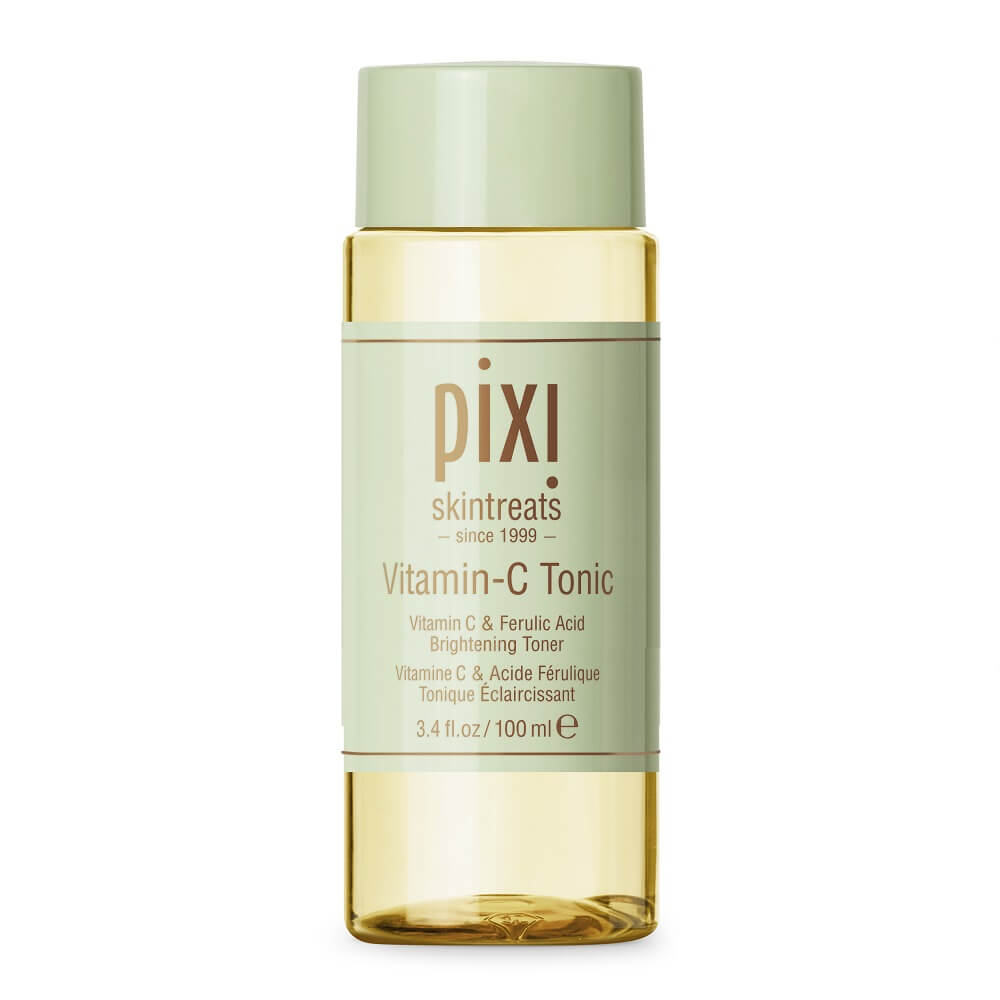 pixi
skintreats
– since 1999 –
Vitamin-C Tonic
Vitamin C & Ferulic Acid
Brightening Toner
Vitamine C & Acide Férulique
Tonique Éclaircissant
3.4 fl.oz / 100 ml ℮